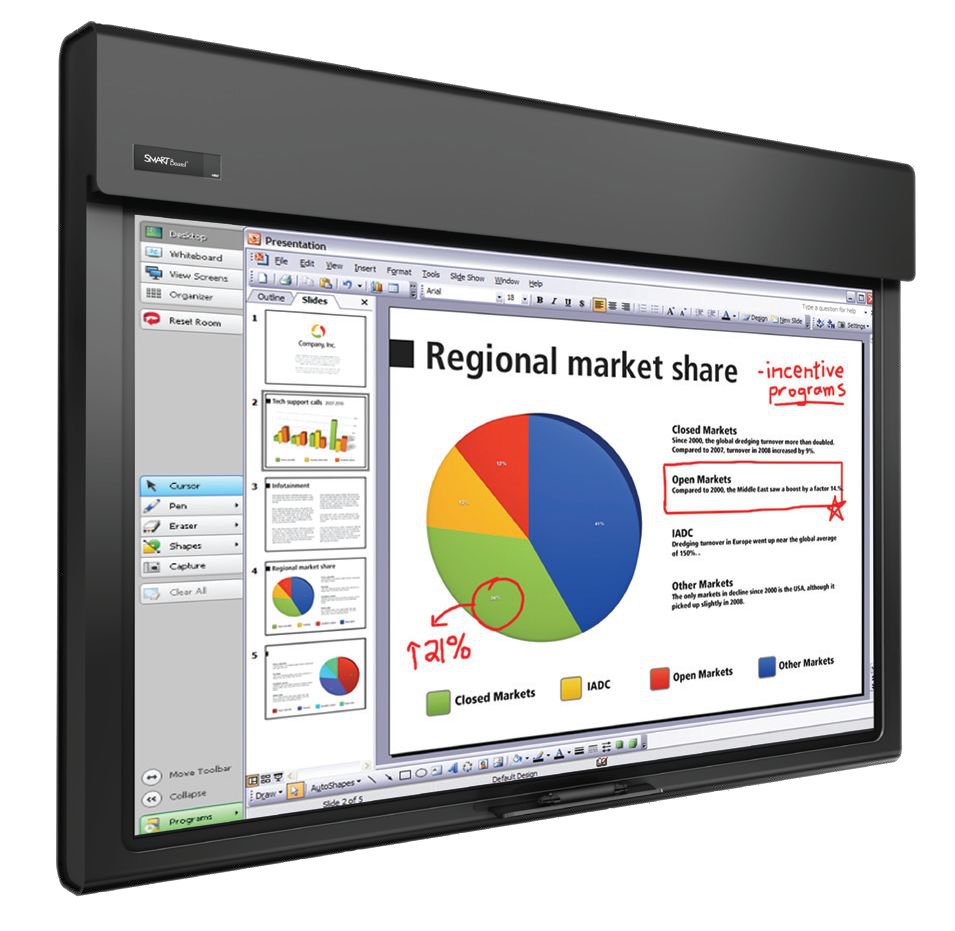 SMART Board
Desktop
Whiteboard
View Screens
Organizer
Reset Room
Cursor
Pen
Eraser
Shapes
Capture
Clear All
Move Toolbar
Collapse
Programs
Presentation
File Edit View Insert Format Tools Slide Show Window Help
Type a question for help
Arial 18 B I U S A A A Design New Slide Settings
Outline Slides
1
Company, Inc.
2
Tech support calls
3
Infotainment
4
Regional market share
5
Regional market share
-incentive
programs
Closed Markets
Since 2000, the global dredging turnover more than doubled.
Compared to 2007, turnover in 2008 increased by 9%.
Open Markets
Compared to 2000, the Middle East saw a boost by a factor 14.
IADC
Dredging turnover in Europe went up near the global average
of 150%. .
Other Markets
The only markets in decline since 2000 is the USA, although it
picked up slightly in 2008.
12%
41%
↑21%
Closed Markets
IADC
Open Markets
Other Markets
Draw AutoShapes A
Slide 2 of 5
Default Design